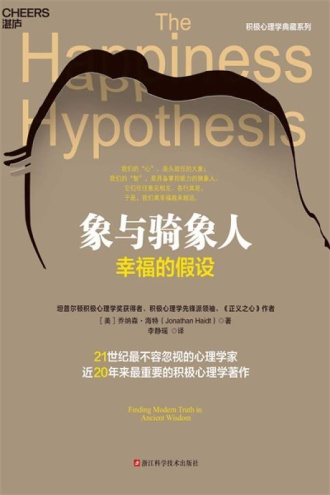 CHEERS
湛庐
积极心理学典藏系列
The
Happiness
Hypothesis
象与骑象人
幸福的假设
坦普尔顿积极心理学奖获得者、积极心理学先锋派领袖、《正义之心》作者
[美] 乔纳森·海特(Jonathan Haidt)著
李静瑶 译
21世纪最不容忽视的心理学家
近20年来最重要的积极心理学著作
Finding Modern Truth in
Ancient Wisdom
浙江科学技术出版社